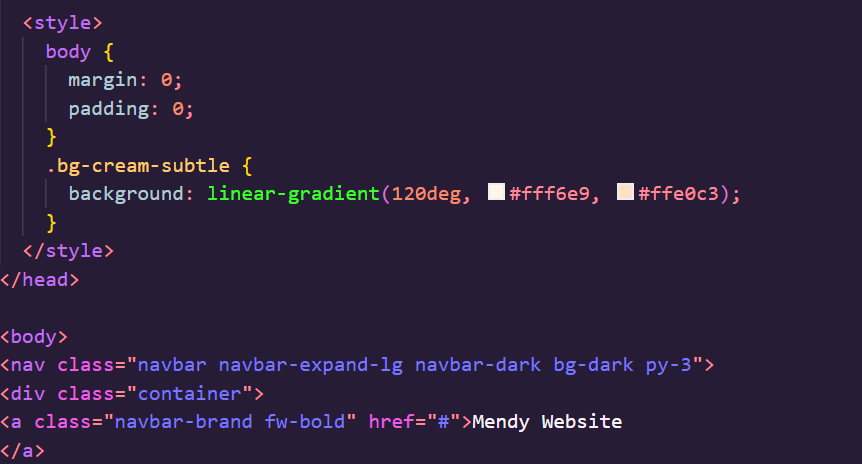 <style>
body {
margin: 0;
padding: 0;
}
.bg-cream-subtle {
background: linear-gradient(120deg, #fff6e9, #ffe0c3);
}
</style>
</head>
<body>
<nav class="navbar navbar-expand-lg navbar-dark bg-dark py-3">
<div class="container">
<a class="navbar-brand fw-bold" href="#">Mendy Website
</a>